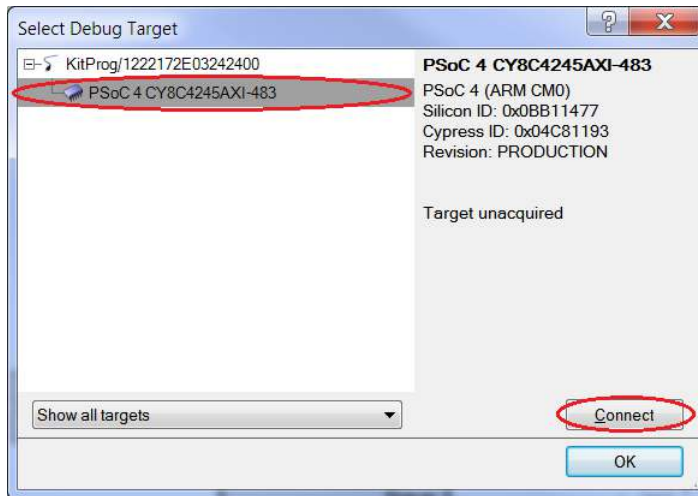 Select Debug Target
KitProg/1222172E03242400
PSoC 4 CY8C4245AXI-483
PSoC 4 CY8C4245AXI-483
PSoC 4 (ARM CM0)
Silicon ID: 0x0BB11477
Cypress ID: 0x04C81193
Revision: PRODUCTION
Target unacquired
Show all targets
Connect
OK